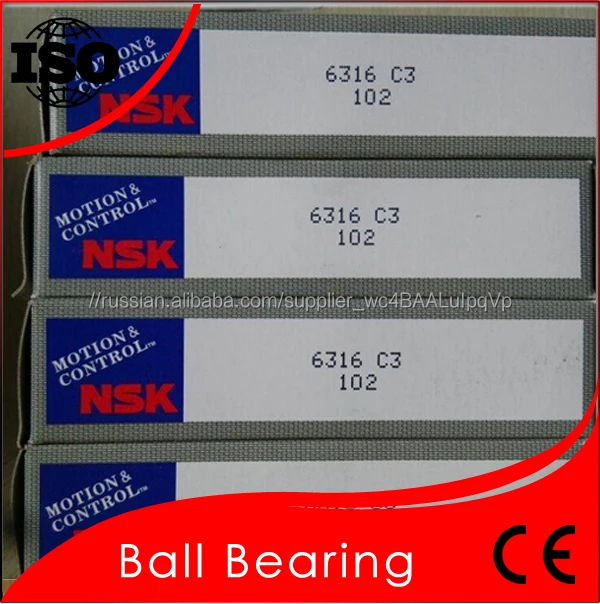 ISO
MOTION &
CONTROL
NSK
6316 C3
102
MOTION &
CONTROL™
NSK
6316 C3
102
//russian.alibaba.com/supplier_wc4BAALuIpqVp
MOTION &
CONTROL™
NSK
6316 C3
102
MOTION &
CONTROL™
Ball Bearing
CE